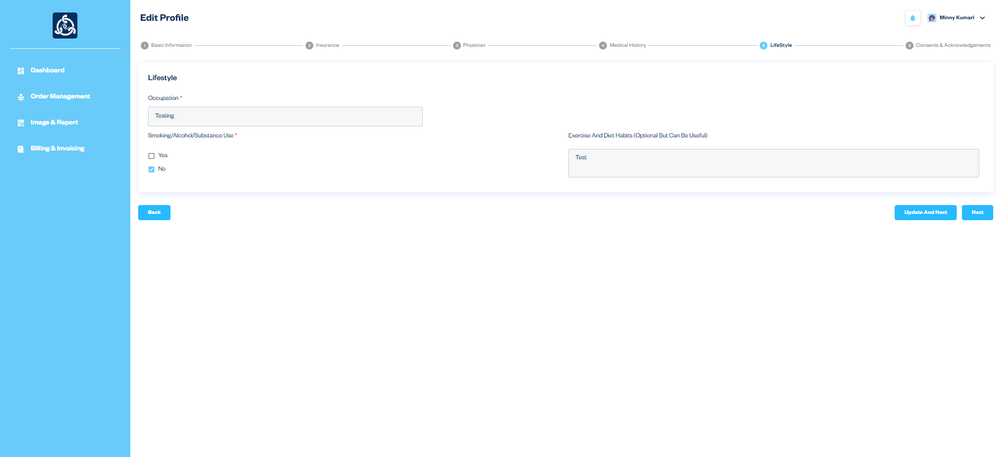 Edit Profile
Minny Kumari
1 Basic Information
2 Insurance
3 Physician
4 Medical History
5 LifeStyle
6 Consents & Acknowledgements
Dashboard
Order Management
Image & Report
Billing & Invoicing
Lifestyle
Occupation *
Testing
Smoking/Alcohol/Substance Use *
Yes
No
Exercise And Diet Habits (Optional But Can Be Useful)
Test
Back
Update And Next
Next